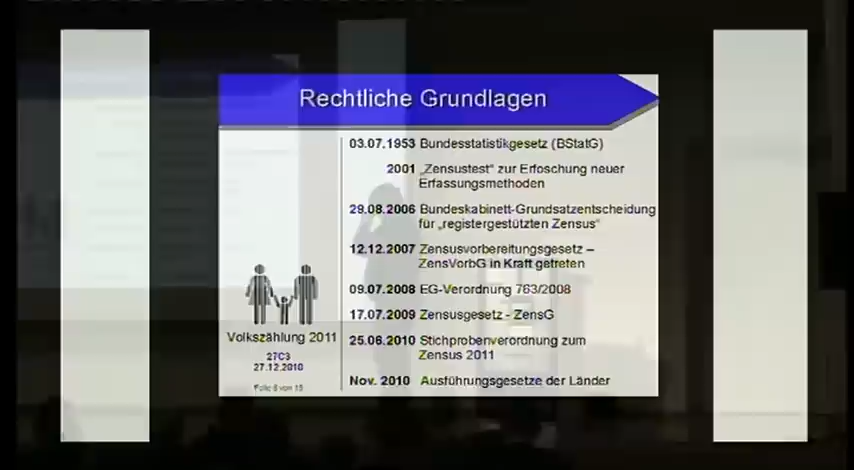 Rechtliche Grundlagen
03.07.1953 Bundesstatistikgesetz (BStatG)
2001 „Zensustest" zur Erfoschung neuer
Erfassungsmethoden
29.08.2006 Bundeskabinett-Grundsatzentscheidung
für „registergestützten Zensus"
12.12.2007 Zensusvorbereitungsgesetz –
ZensVorbG in Kraft getreten
09.07.2008 EG-Verordnung 763/2008
17.07.2009 Zensusgesetz - ZensG
25.06.2010 Stichprobenverordnung zum
Zensus 2011
Nov. 2010 Ausführungsgesetze der Länder
Volkszählung 2011
27C3
27.12.2010